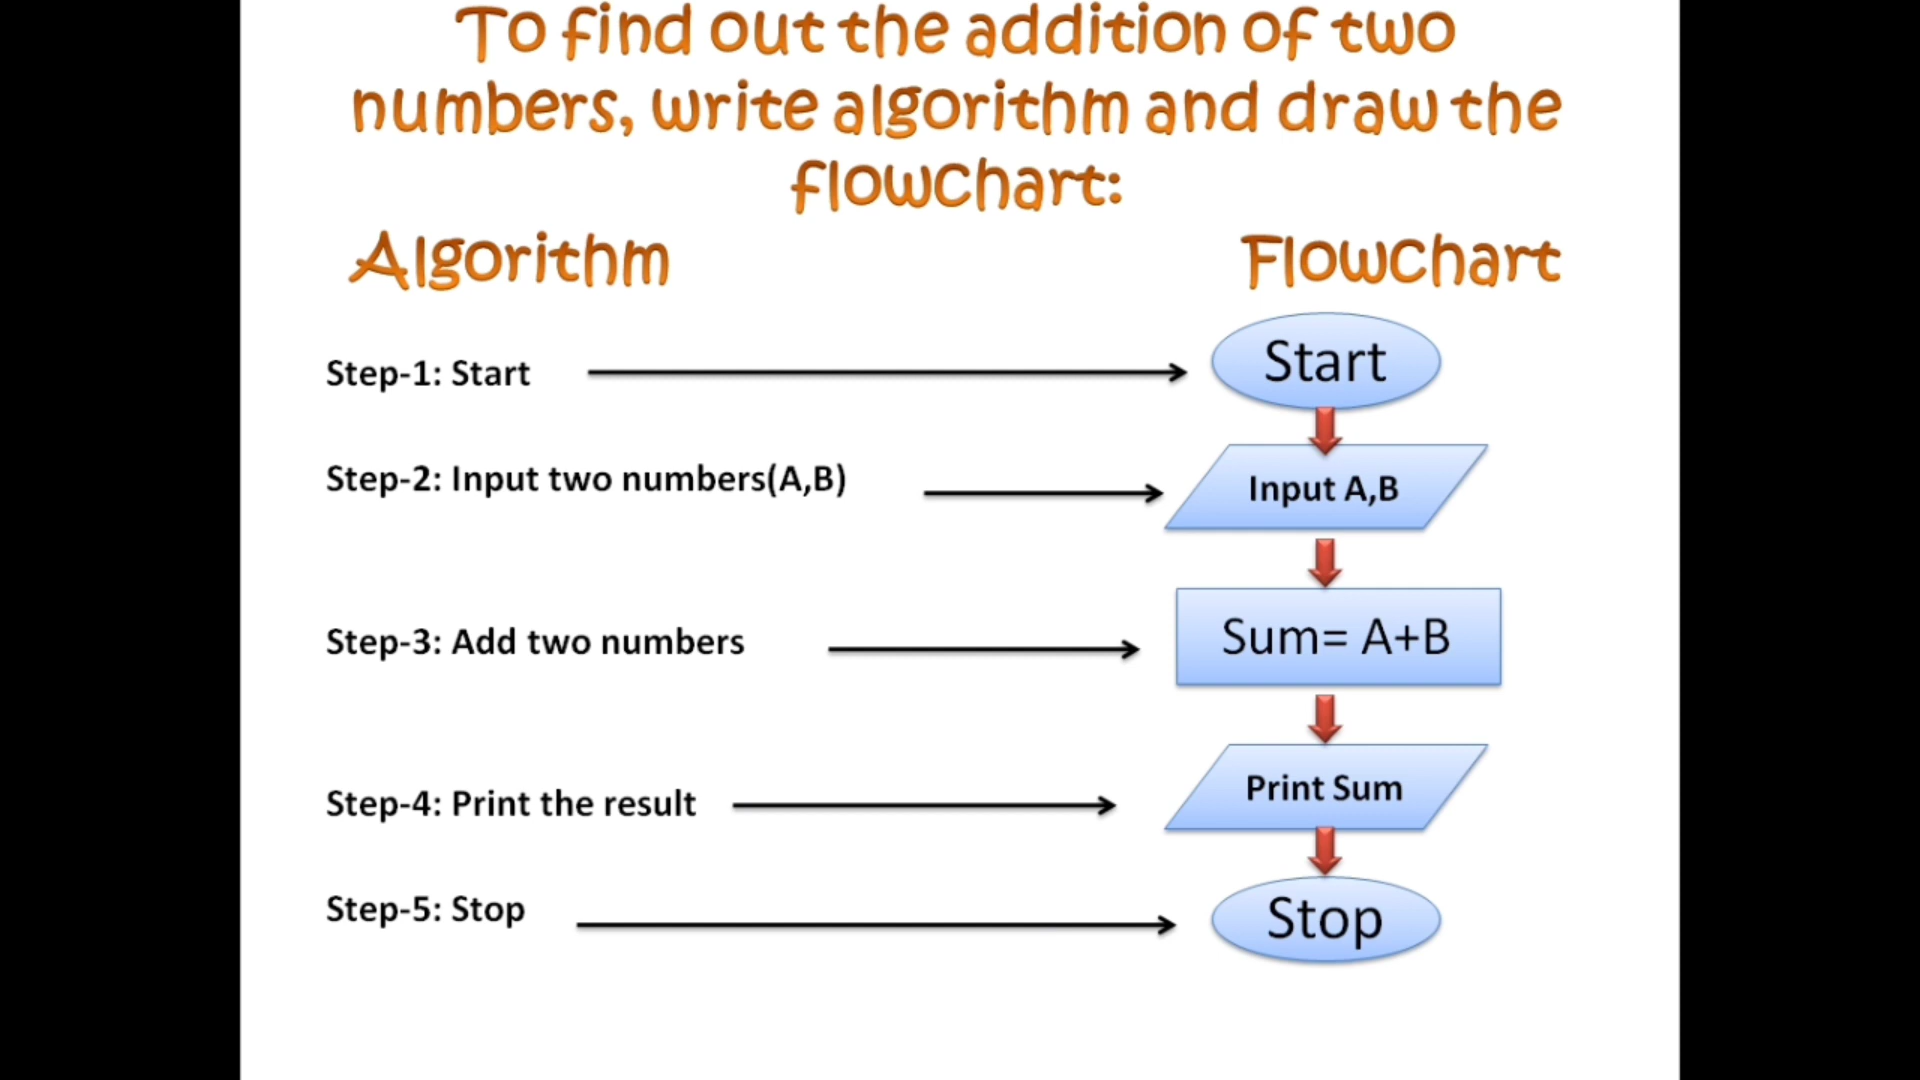 To find out the addition of two
numbers, write algorithm and draw the
flowchart:
Algorithm
Flowchart
Step-1: Start
Start
Step-2: Input two numbers(A,B)
Input A,B
Step-3: Add two numbers
Sum= A+B
Step-4: Print the result
Print Sum
Step-5: Stop
Stop